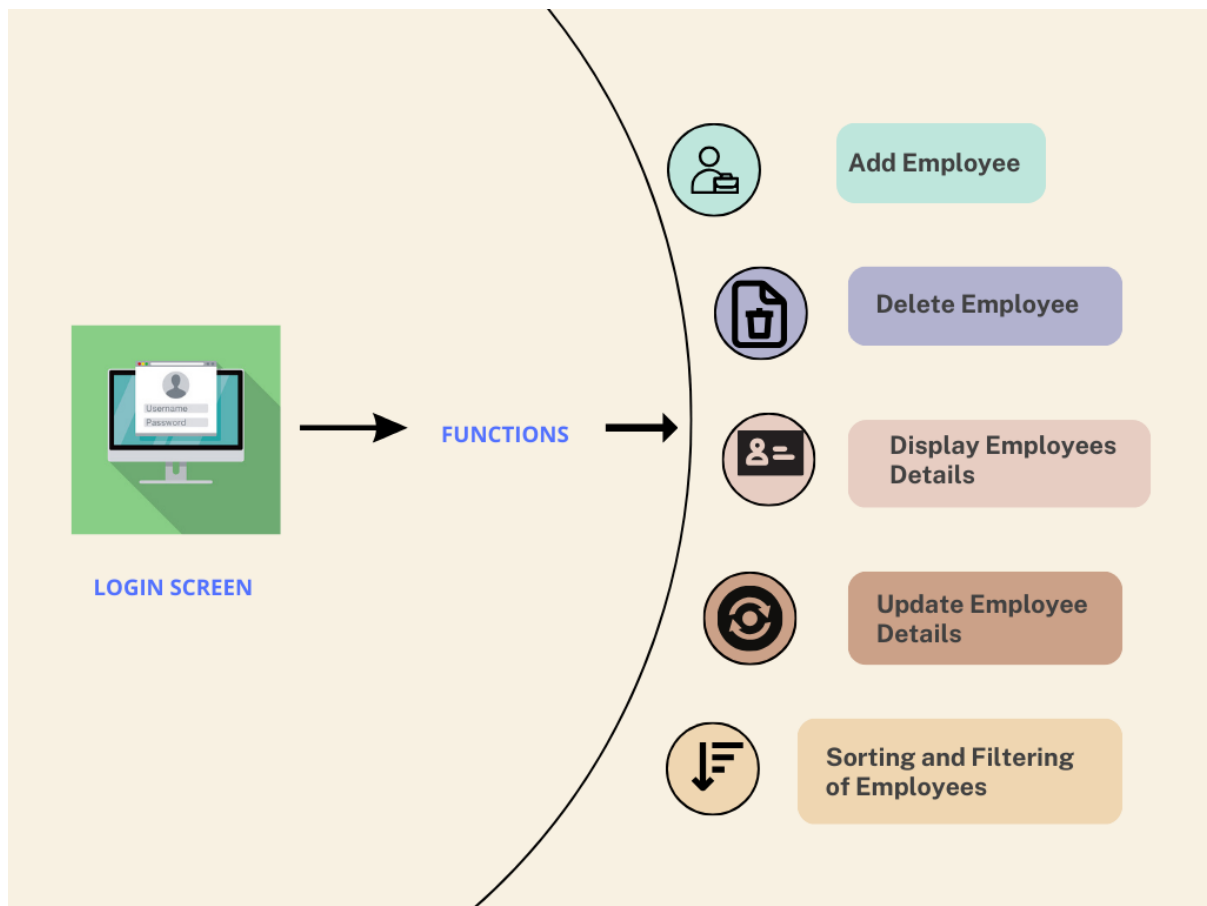 Add Employee
Delete Employee
Username
Password
FUNCTIONS
Display Employees
Details
LOGIN SCREEN
Update Employee
Details
Sorting and Filtering
of Employees